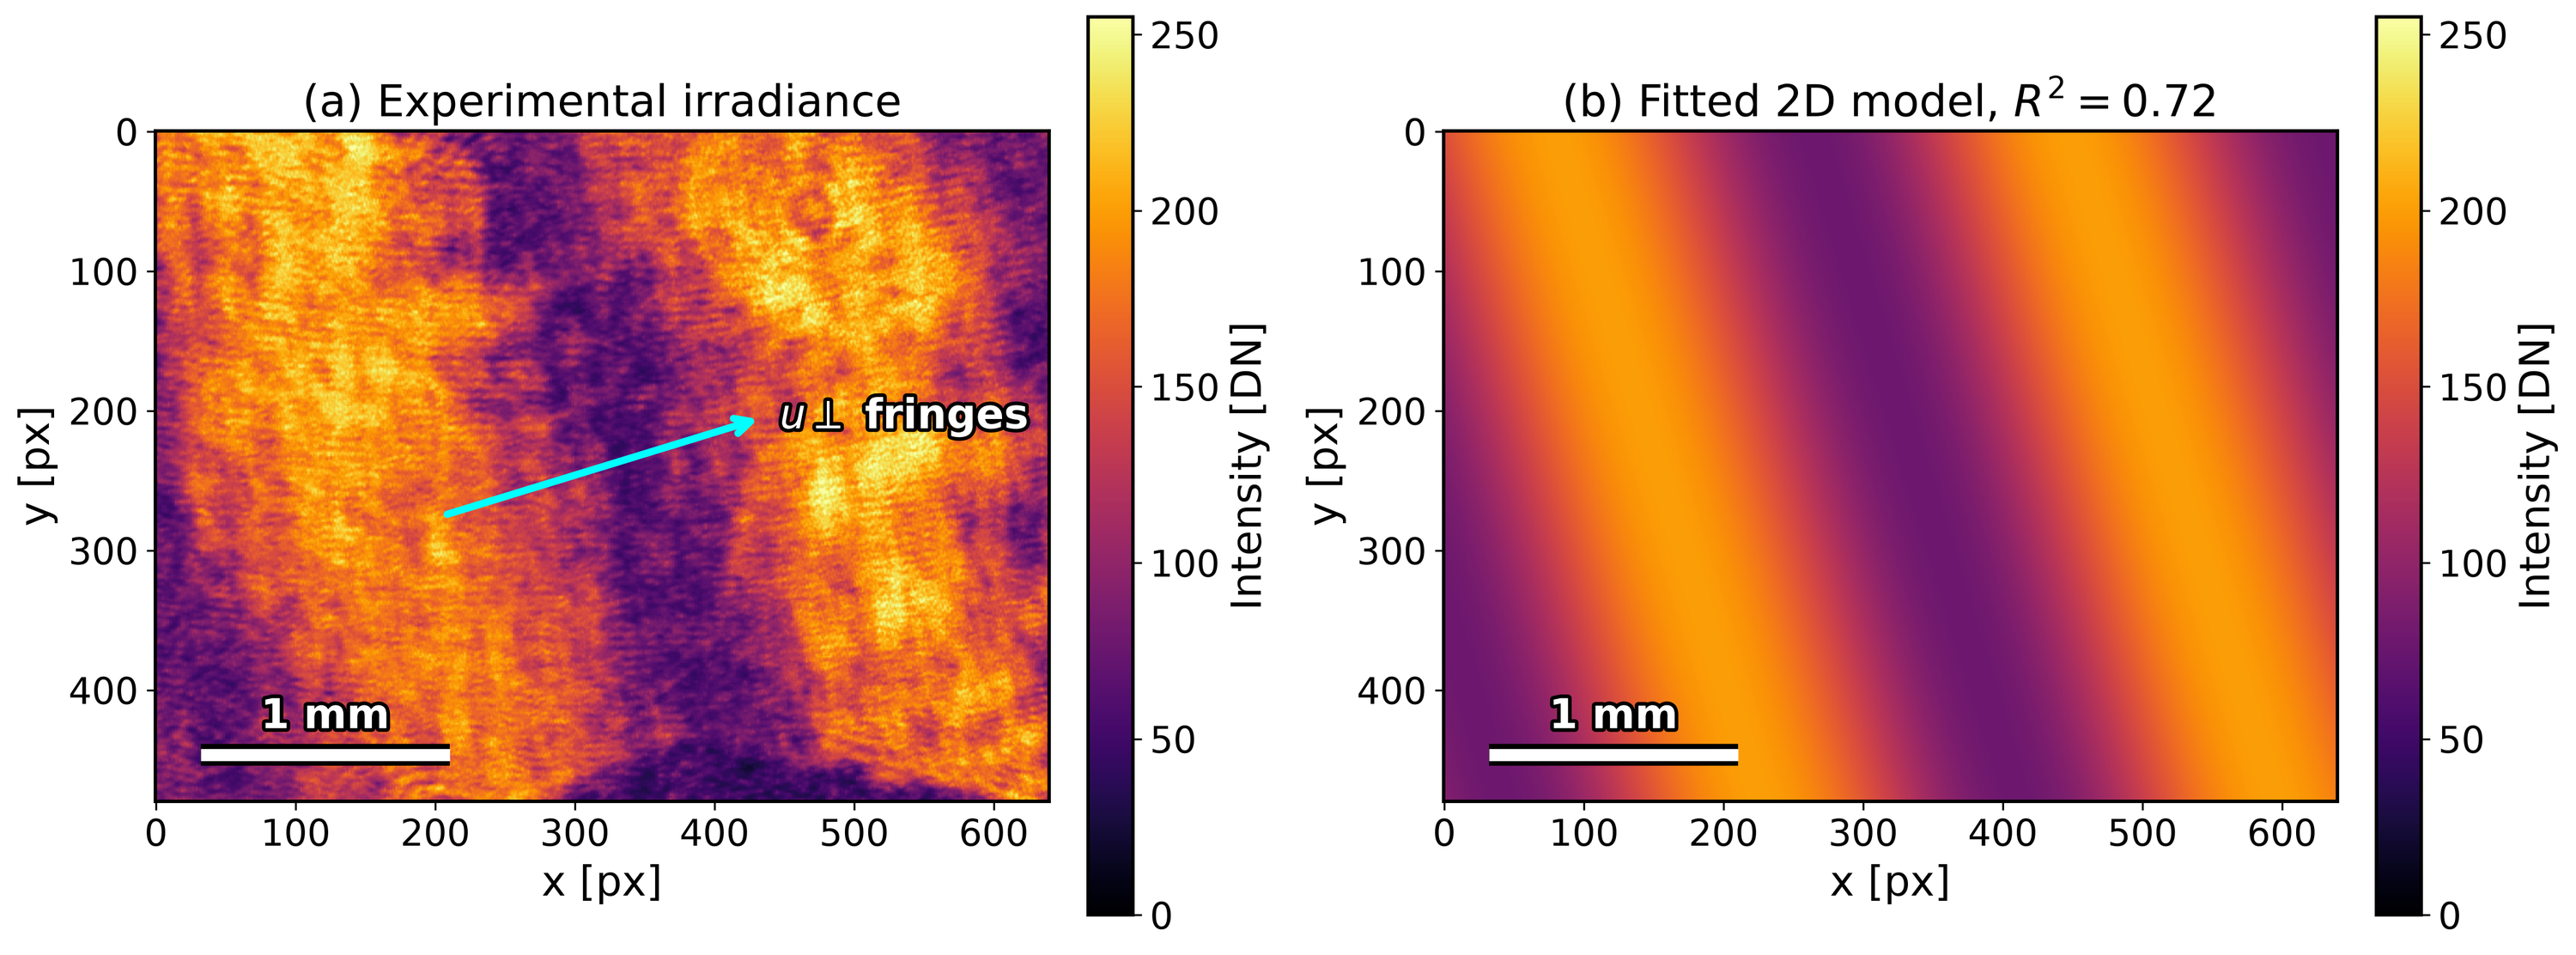 (a) Experimental irradiance
0
100
200
300
400
y [px]
0 100 200 300 400 500 600
x [px]
u⊥ fringes
1 mm
250
200
150
100
50
0
Intensity [DN]
(b) Fitted 2D model, R² = 0.72
0
100
200
300
400
y [px]
0 100 200 300 400 500 600
x [px]
1 mm
250
200
150
100
50
0
Intensity [DN]